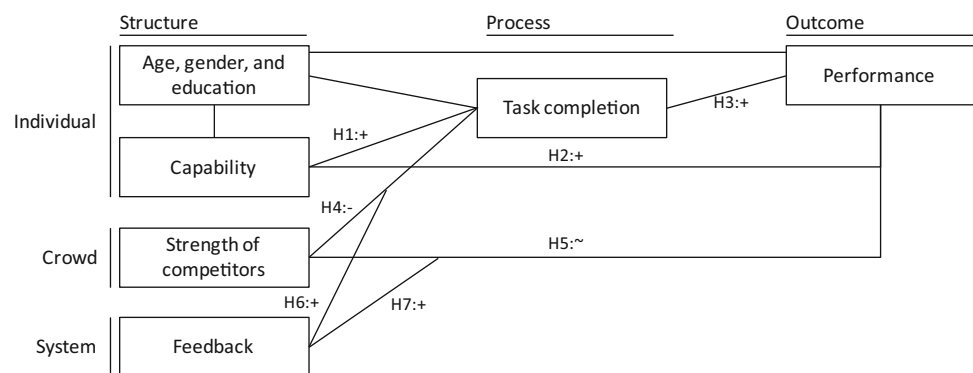 Structure
Process
Outcome
Individual
Age, gender, and
education
Task completion
Performance
H3:+
H1:+
Capability
H2:+
H4:-
Crowd
Strength of
competitors
H5:~
H6:+
H7:+
System
Feedback